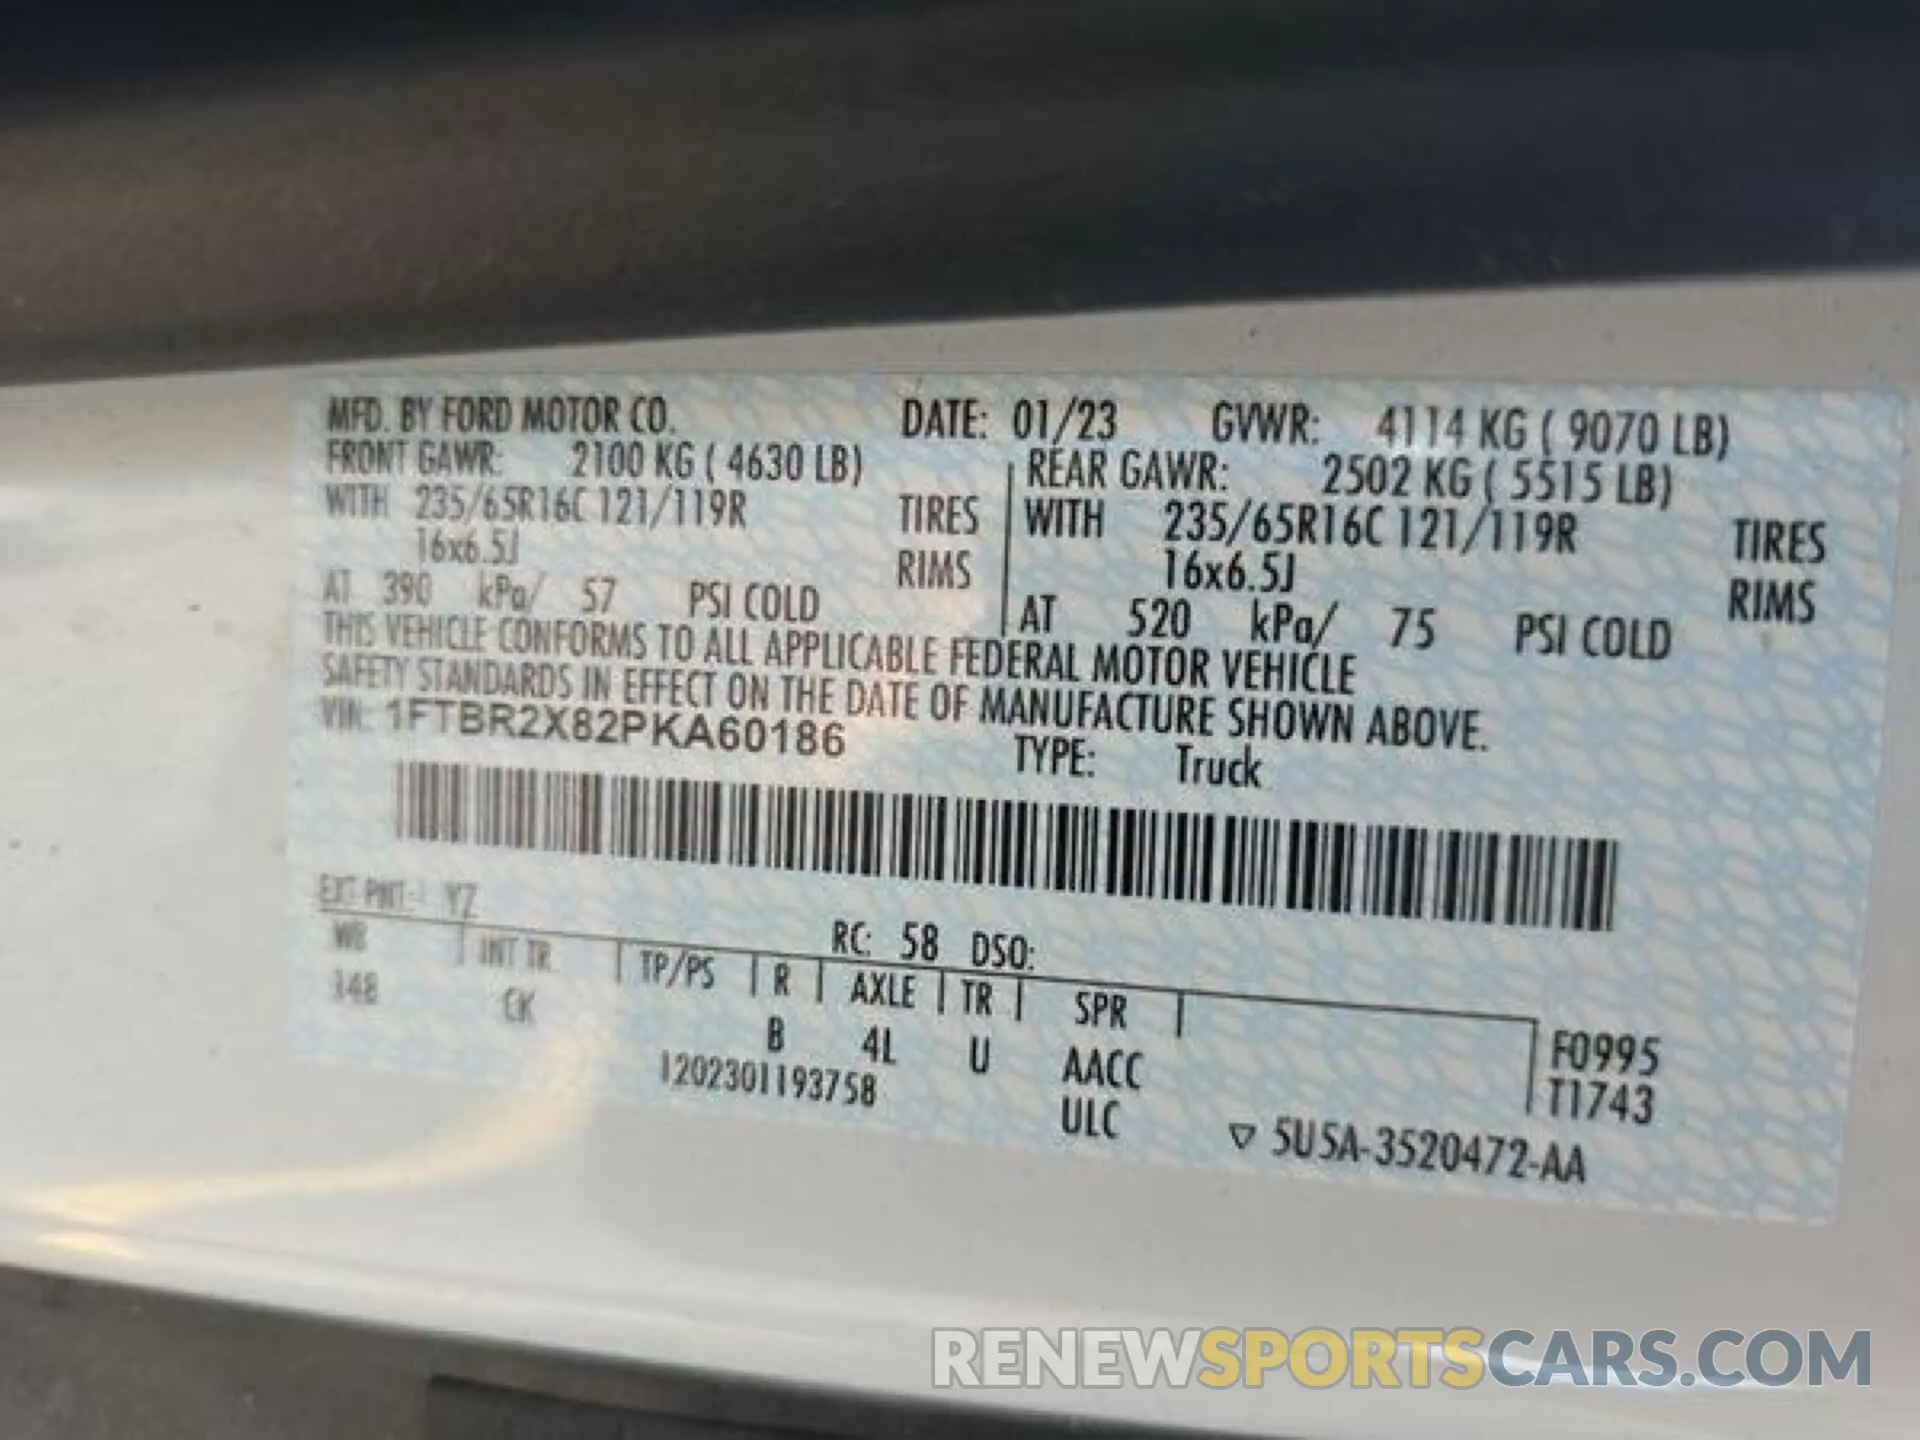 MFD. BY FORD MOTOR CO. DATE: 01/23 GVWR: 4114 KG ( 9070 LB)
FRONT GAWR: 2100 KG ( 4630 LB) REAR GAWR: 2502 KG ( 5515 LB)
WITH 235/65R16C 121/119R TIRES WITH 235/65R16C 121/119R TIRES
16x6.5J RIMS 16x6.5J RIMS
AT 390 kPa/ 57 PSI COLD AT 520 kPa/ 75 PSI COLD
THIS VEHICLE CONFORMS TO ALL APPLICABLE FEDERAL MOTOR VEHICLE
SAFETY STANDARDS IN EFFECT ON THE DATE OF MANUFACTURE SHOWN ABOVE.
VIN: 1FTBR2X82PKA60186 TYPE: Truck
EXT PNT: YZ RC: 58 DSO:
WB INT TR TP/PS R AXLE TR SPR
148 CK B 4L U AACC F0995
1202301193758 ULC T1743
▽ 5U5A-3520472-AA
RENEWSPORTSCARS.COM